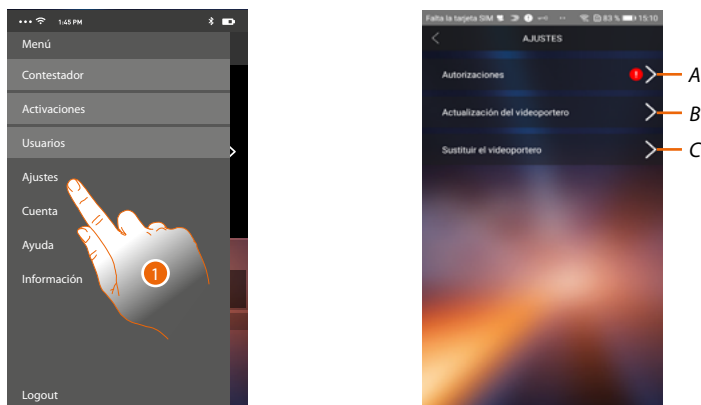 1:45 PM
Menú
Contestador
Activaciones
Usuarios
Ajustes
Cuenta
Ayuda
Información
1
Logout
Falta la tarjeta SIM 83 % 15:10
AJUSTES
Autorizaciones ! A
Actualización del videoportero B
Sustituir el videoportero C